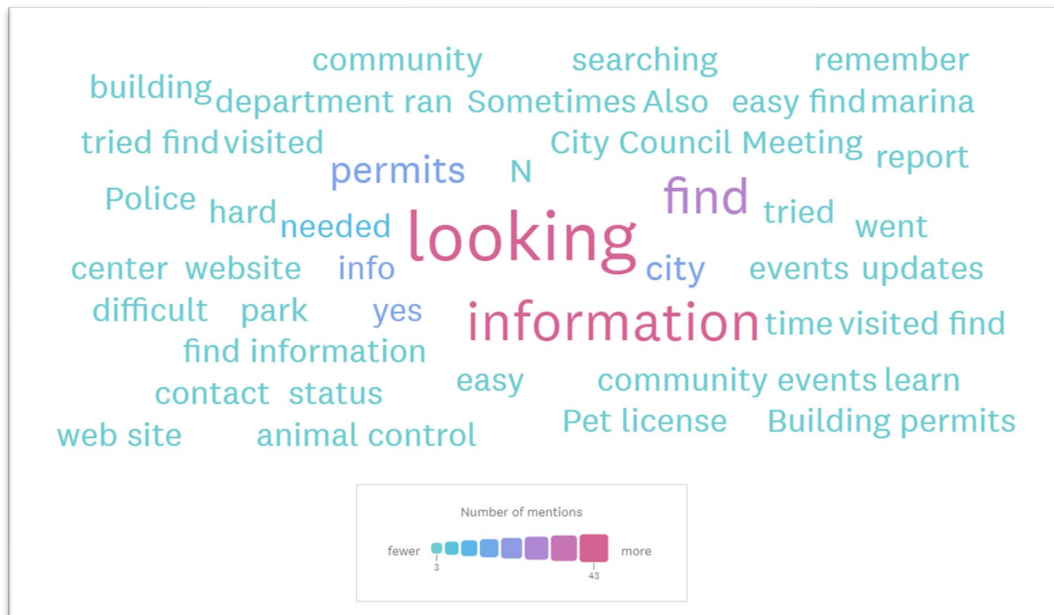 community searching remember
building department ran Sometimes Also easy find marina
tried find visited City Council Meeting report
permits N
Police hard needed looking find tried went
center website info city events updates
difficult park yes information time visited find
find information
contact status easy community events learn
web site animal control Pet license Building permits
Number of mentions
fewer more
3 43